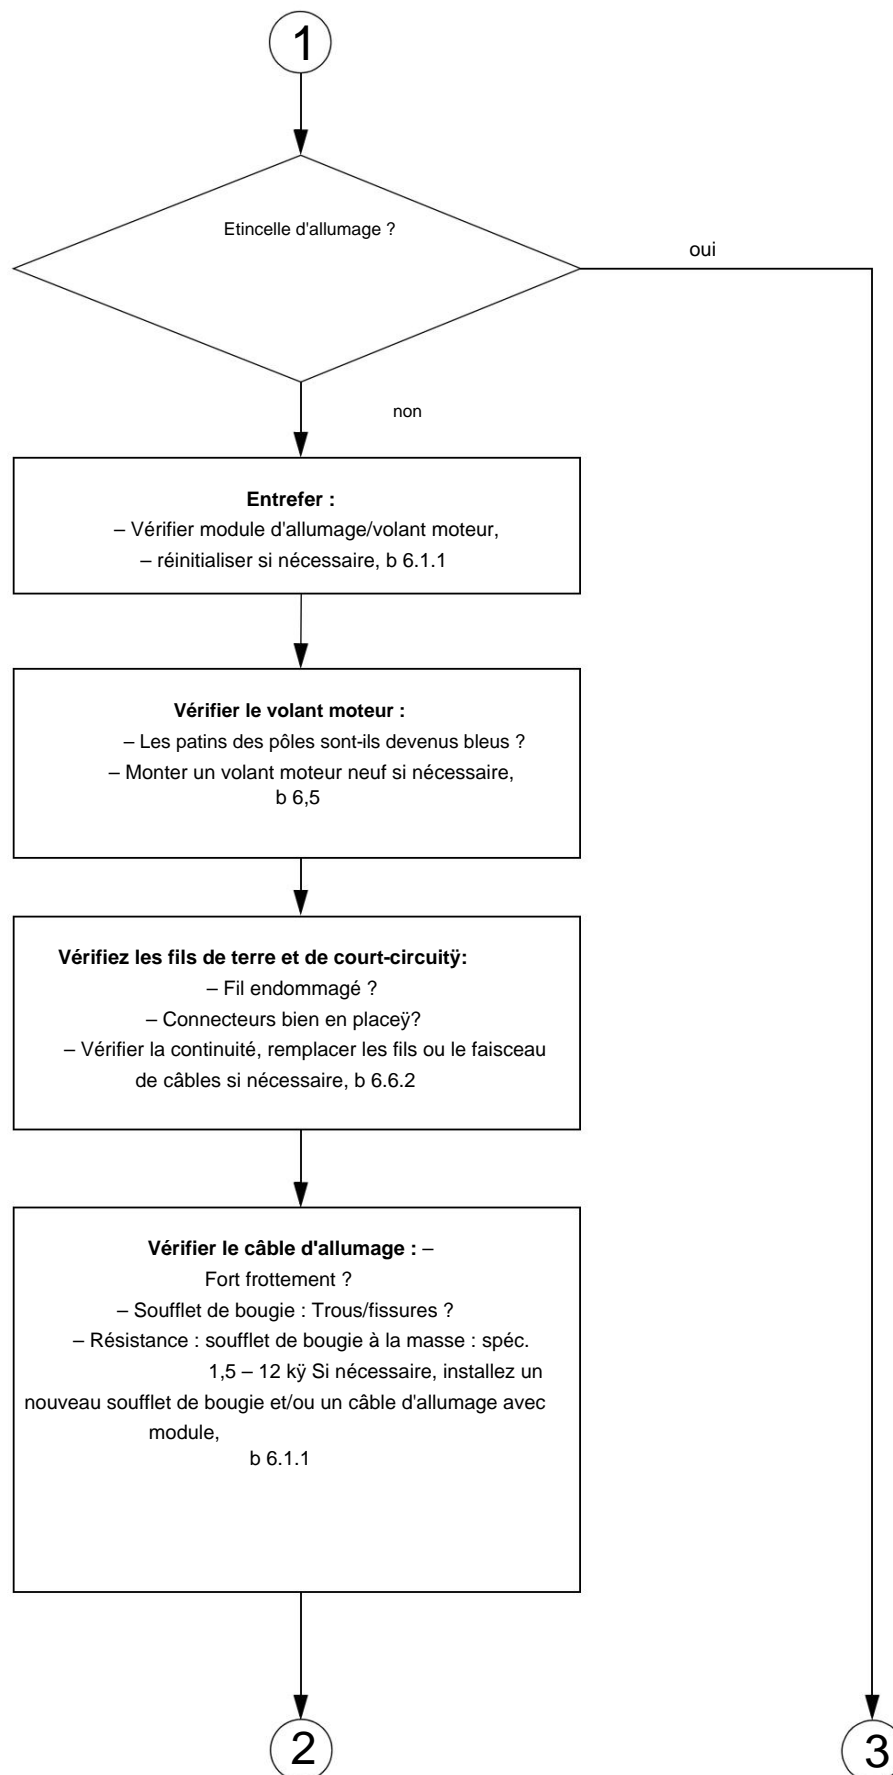 1
Etincelle d'allumage ?
oui
non
Entrefer :
– Vérifier module d'allumage/volant moteur,
– réinitialiser si nécessaire, b 6.1.1
Vérifier le volant moteur :
– Les patins des pôles sont-ils devenus bleus ?
– Monter un volant moteur neuf si nécessaire,
b 6,5
Vérifiez les fils de terre et de court-circuitÿ:
– Fil endommagé ?
– Connecteurs bien en placeÿ?
– Vérifier la continuité, remplacer les fils ou le faisceau
de câbles si nécessaire, b 6.6.2
Vérifier le câble d'allumage : –
Fort frottement ?
– Soufflet de bougie : Trous/fissures ?
– Résistance : soufflet de bougie à la masse : spéc.
1,5 – 12 kÿ Si nécessaire, installez un
nouveau soufflet de bougie et/ou un câble d'allumage avec
module,
b 6.1.1
2
3